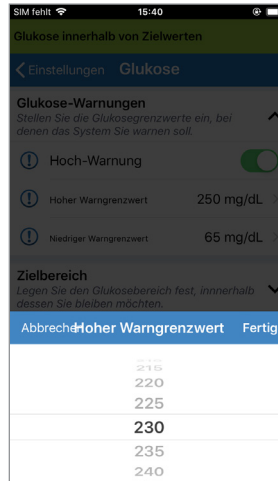 SIM fehlt 15:40
Glukose innerhalb von Zielwerten
Einstellungen Glukose
Glukose-Warnungen
Stellen Sie die Glukosegrenzwerte ein, bei
denen das System Sie warnen soll.
Hoch-Warnung
Hoher Warngrenzwert 250 mg/dL
Niedriger Warngrenzwert 65 mg/dL
Zielbereich
Legen Sie den Glukosebereich fest, innnerhalb
dessen Sie bleiben möchten.
Abbrechen Hoher Warngrenzwert Fertig
215
220
225
230
235
240